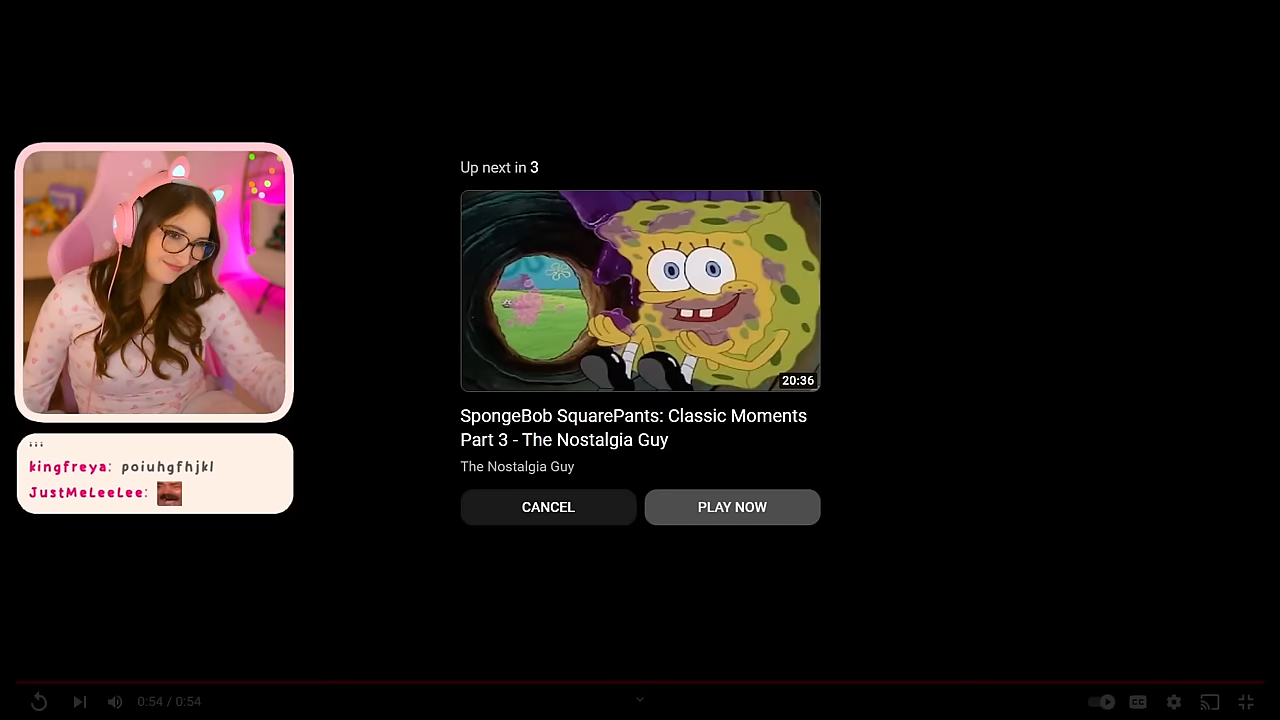 Up next in 3
20:36
SpongeBob SquarePants: Classic Moments
Part 3 - The Nostalgia Guy
The Nostalgia Guy
CANCEL
PLAY NOW
kingfreya: poiuhgfhjkl
JustMeLeeLee:
0:54 / 0:54
CC